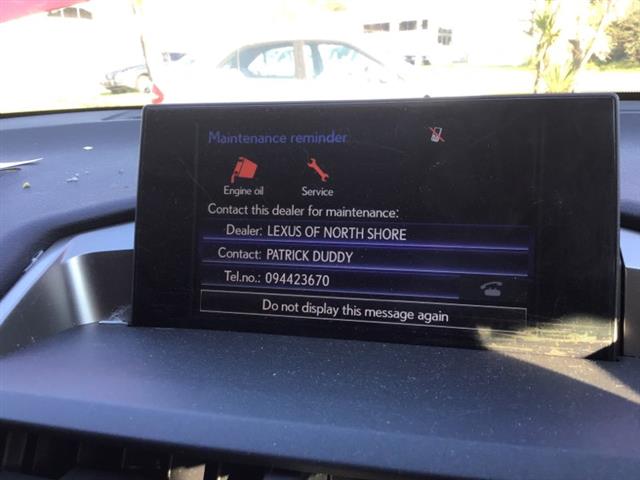 Maintenance reminder
Engine oil Service
Contact this dealer for maintenance:
Dealer: LEXUS OF NORTH SHORE
Contact: PATRICK DUDDY
Tel.no.: 094423670
Do not display this message again